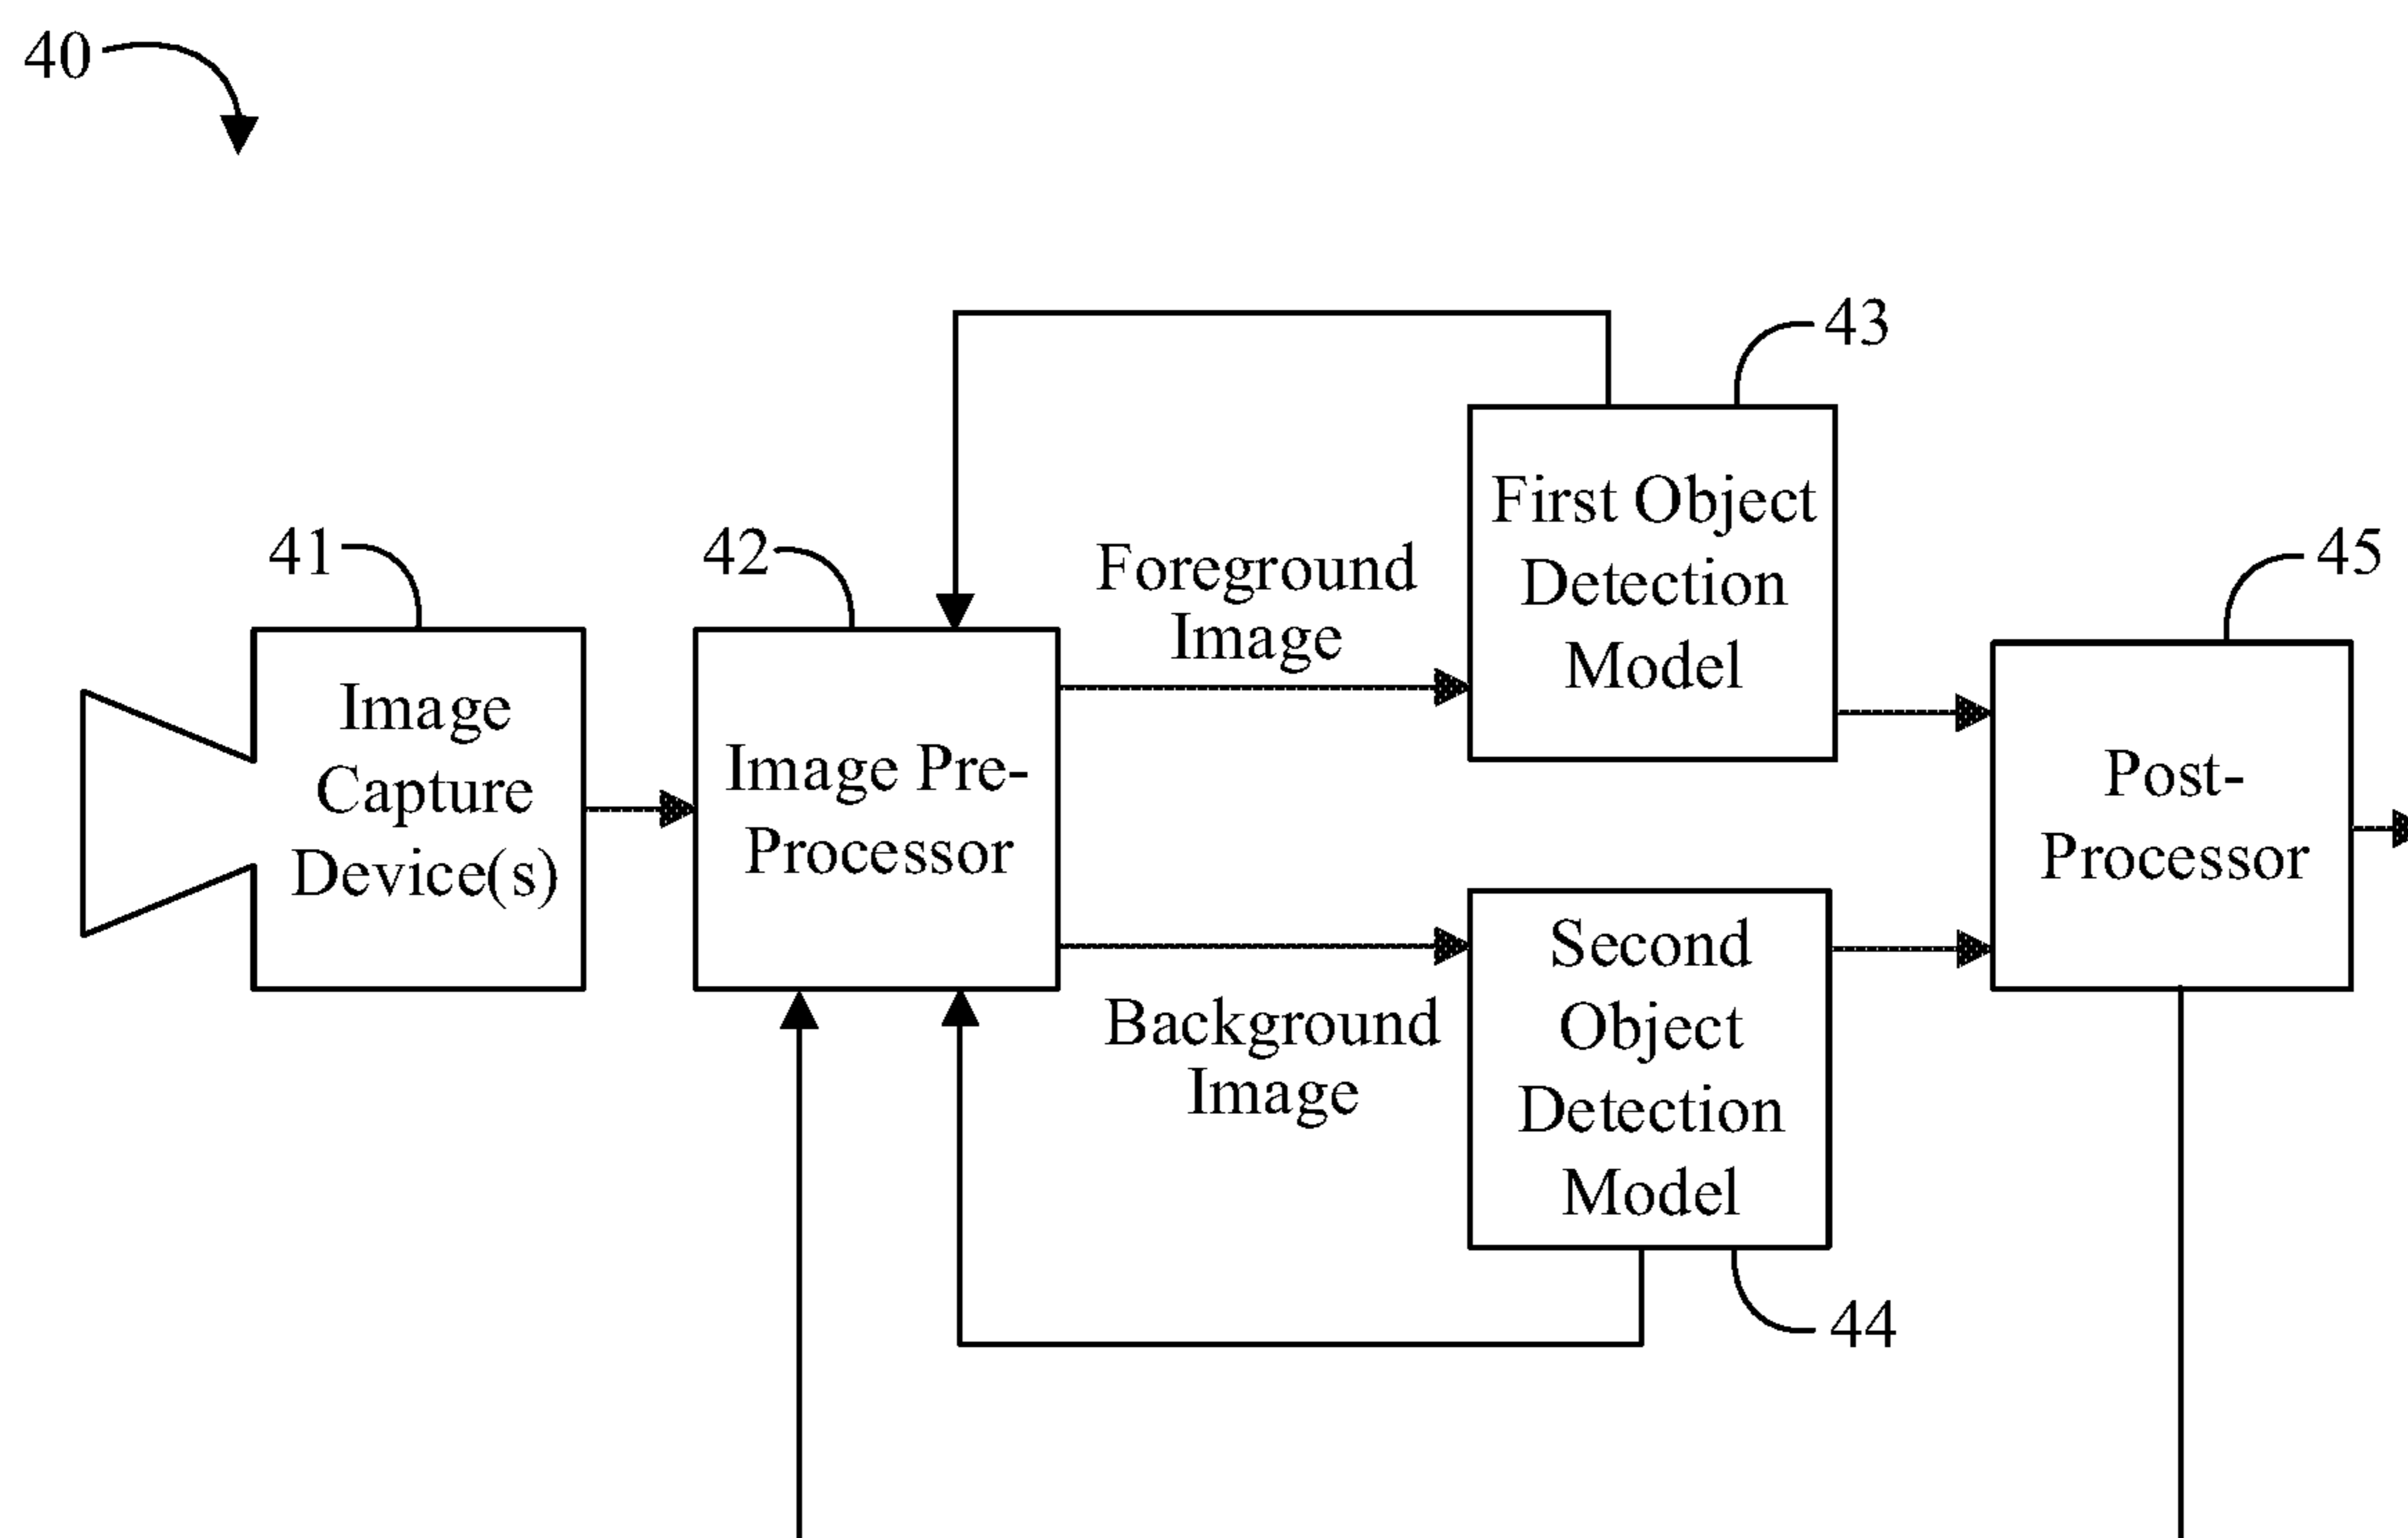 40
43
41
42
45
Foreground
Image
First Object
Detection
Model
Image
Capture
Device(s)
Image Pre-
Processor
Post-
Processor
Background
Image
Second
Object
Detection
Model
44